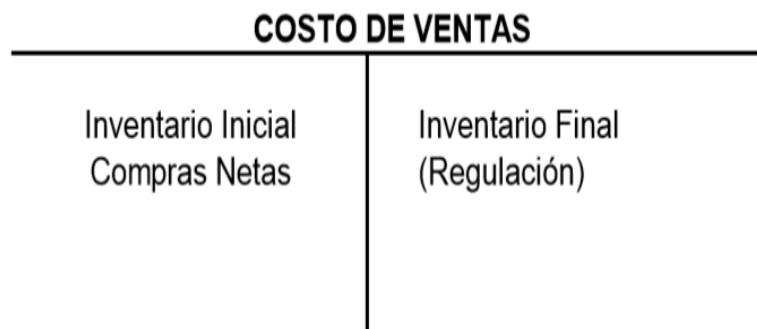 COSTO DE VENTAS
Inventario Inicial
Compras Netas
Inventario Final
(Regulación)